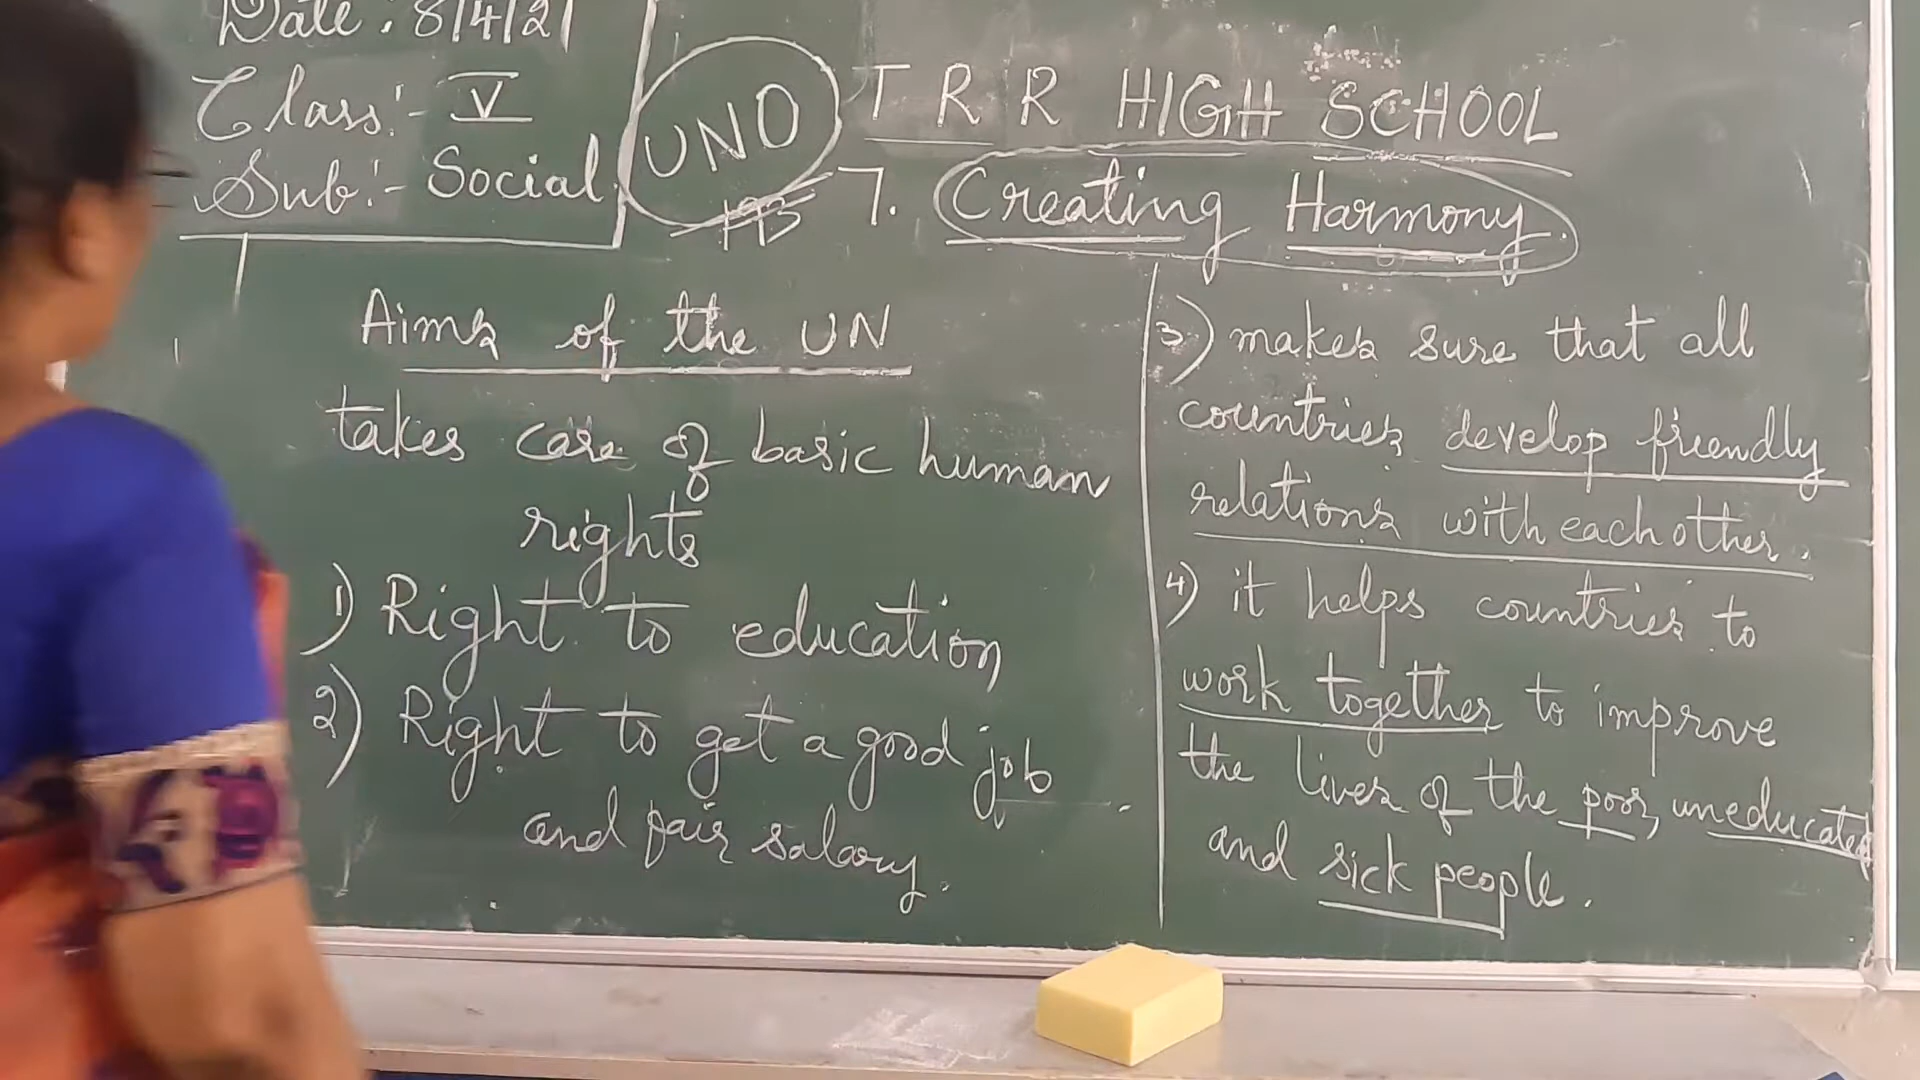 Date : 8/4/21
Class :- V
Sub :- Social
UNO
193
T R R HIGH SCHOOL
7. Creating Harmony.
Aims of the UN
takes care of basic human
rights
1) Right to education
2) Right to get a good job
and fair salary.
3) makes sure that all
countries develop friendly
relations with each other.
4) it helps countries to
work together to improve
the lives of the poor, uneducated
and sick people.